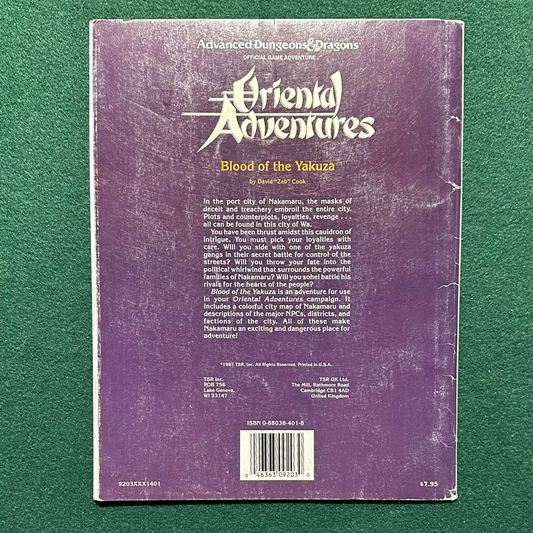 Advanced Dungeons & Dragons
OFFICIAL GAME ADVENTURE
Oriental
Adventures
Blood of the Yakuza
by David "Zeb" Cook
In the port city of Nakamaru, the masks of
deceit and treachery embroil the entire city.
Plots and counterplots, loyalties, revenge . . .
all can be found in this city of Wa.
You have been thrust amidst this cauldron of
intrigue. You must pick your loyalties with
care. Will you side with one of the yakuza
gangs in their secret battle for control of the
streets? Will you throw your fate into the
political whirlwind that surrounds the powerful
families of Nakamaru? Will you sohei battle his
rivals for the hearts of the people?
Blood of the Yakuza is an adventure for use
in your Oriental Adventures campaign. It
includes a colorful city map of Nakamaru and
descriptions of the major NPCs, districts, and
factions of the city. All of these make
Nakamaru an exciting and dangerous place for
adventure!
©1987 TSR, Inc. All Rights Reserved. Printed in U.S.A.
TSR Inc.
POB 756
Lake Geneva,
WI 53147
TSR UK Ltd.
The Mill, Rathmore Road
Cambridge CB1 4AD
United Kingdom
ISBN 0-88038-401-8
0 46363 09203 0
9203XXX1401
$7.95